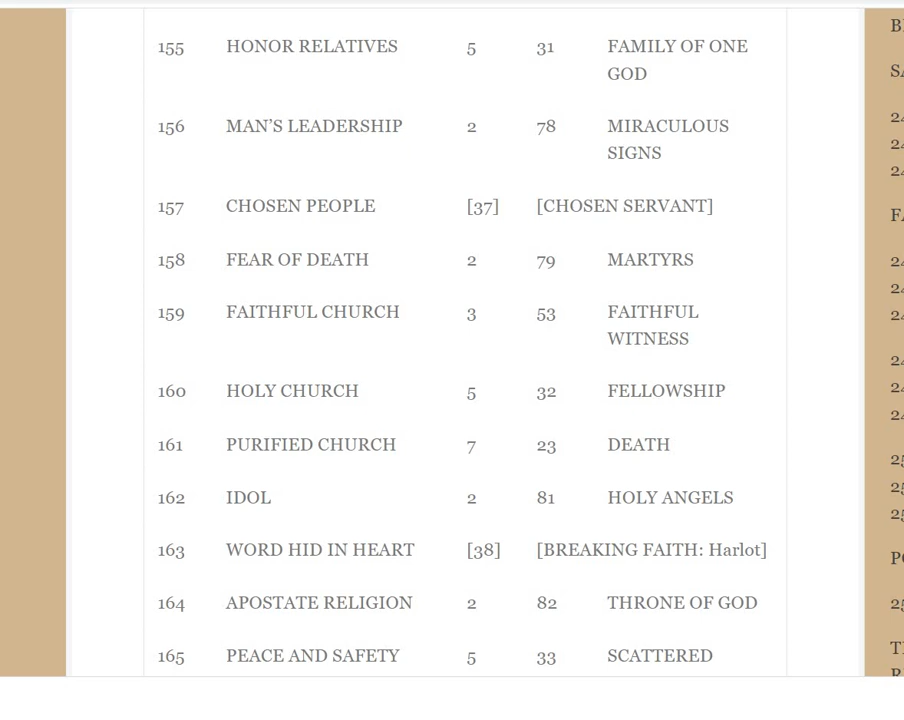 155 HONOR RELATIVES 5 31 FAMILY OF ONE
GOD
156 MAN’S LEADERSHIP 2 78 MIRACULOUS
SIGNS
157 CHOSEN PEOPLE [37] [CHOSEN SERVANT]
158 FEAR OF DEATH 2 79 MARTYRS
159 FAITHFUL CHURCH 3 53 FAITHFUL
WITNESS
160 HOLY CHURCH 5 32 FELLOWSHIP
161 PURIFIED CHURCH 7 23 DEATH
162 IDOL 2 81 HOLY ANGELS
163 WORD HID IN HEART [38] [BREAKING FAITH: Harlot]
164 APOSTATE RELIGION 2 82 THRONE OF GOD
165 PEACE AND SAFETY 5 33 SCATTERED